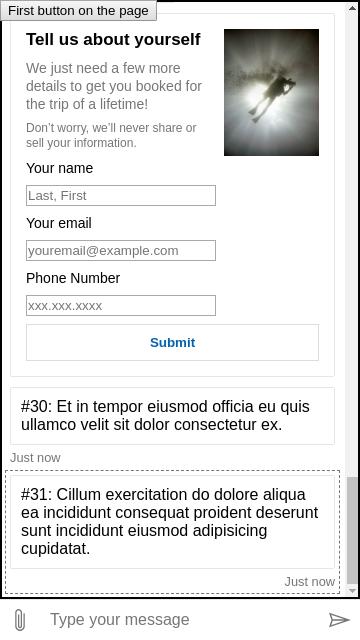 First button on the page
Tell us about yourself
We just need a few more
details to get you booked for
the trip of a lifetime!
Don’t worry, we’ll never share or
sell your information.
Your name
Last, First
Your email
youremail@example.com
Phone Number
xxx.xxx.xxxx
Submit
#30: Et in tempor eiusmod officia eu quis
ullamco velit sit dolor consectetur ex.
Just now
#31: Cillum exercitation do dolore aliqua
ea incididunt consequat proident deserunt
sunt incididunt eiusmod adipisicing
cupidatat.
Just now
Type your message